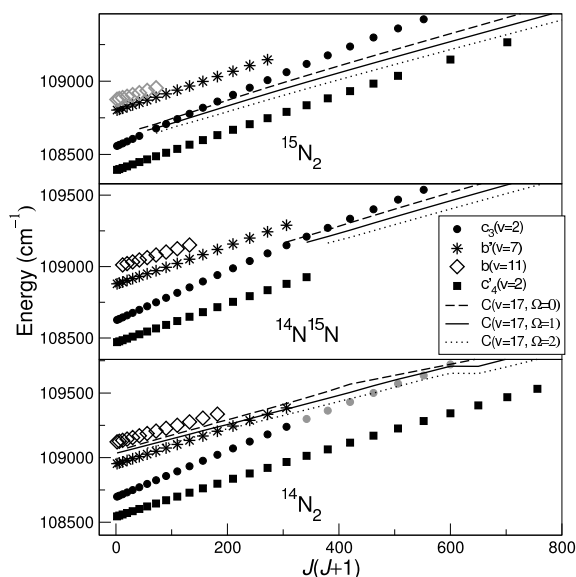 109000
108500
¹⁵N₂
109500
109000
108500
¹⁴N¹⁵N
c₃(v=2)
b'(v=7)
b(v=11)
c'₄(v=2)
C(v=17, Ω=0)
C(v=17, Ω=1)
C(v=17, Ω=2)
109500
109000
108500
¹⁴N₂
0 200 400 600 800
J(J+1)
Energy (cm⁻¹)